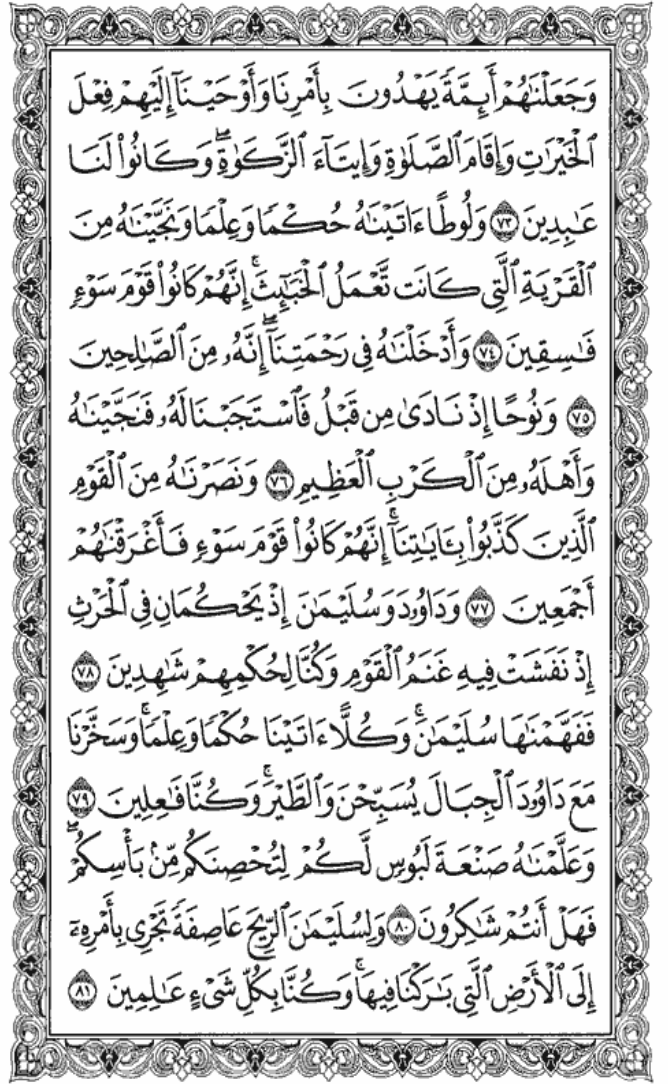 وَجَعَلْنَٰهُمْ أَئِمَّةً يَهْدُونَ بِأَمْرِنَا وَأَوْحَيْنَآ إِلَيْهِمْ فِعْلَ
ٱلْخَيْرَٰتِ وَإِقَامَ ٱلصَّلَوٰةِ وَإِيتَآءَ ٱلزَّكَوٰةِ ۖ وَكَانُوا۟ لَنَا
عَٰبِدِينَ ٧٣ وَلُوطًا ءَاتَيْنَٰهُ حُكْمًا وَعِلْمًا وَنَجَّيْنَٰهُ مِنَ
ٱلْقَرْيَةِ ٱلَّتِى كَانَت تَّعْمَلُ ٱلْخَبَٰٓئِثَ ۗ إِنَّهُمْ كَانُوا۟ قَوْمَ سَوْءٍ
فَٰسِقِينَ ٧٤ وَأَدْخَلْنَٰهُ فِى رَحْمَتِنَآ ۖ إِنَّهُۥ مِنَ ٱلصَّٰلِحِينَ
٧٥ وَنُوحًا إِذْ نَادَىٰ مِن قَبْلُ فَٱسْتَجَبْنَا لَهُۥ فَنَجَّيْنَٰهُ
وَأَهْلَهُۥ مِنَ ٱلْكَرْبِ ٱلْعَظِيمِ ٧٦ وَنَصَرْنَٰهُ مِنَ ٱلْقَوْمِ
ٱلَّذِينَ كَذَّبُوا۟ بِـَٔايَٰتِنَآ ۚ إِنَّهُمْ كَانُوا۟ قَوْمَ سَوْءٍ فَأَغْرَقْنَٰهُمْ
أَجْمَعِينَ ٧٧ وَدَاوُۥدَ وَسُلَيْمَٰنَ إِذْ يَحْكُمَانِ فِى ٱلْحَرْثِ
إِذْ نَفَشَتْ فِيهِ غَنَمُ ٱلْقَوْمِ وَكُنَّا لِحُكْمِهِمْ شَٰهِدِينَ ٧٨
فَفَهَّمْنَٰهَا سُلَيْمَٰنَ ۚ وَكُلًّا ءَاتَيْنَا حُكْمًا وَعِلْمًا ۚ وَسَخَّرْنَا
مَعَ دَاوُۥدَ ٱلْجِبَالَ يُسَبِّحْنَ وَٱلطَّيْرَ ۚ وَكُنَّا فَٰعِلِينَ ٧٩
وَعَلَّمْنَٰهُ صَنْعَةَ لَبُوسٍ لَّكُمْ لِتُحْصِنَكُم مِّنۢ بَأْسِكُمْ ۖ
فَهَلْ أَنتُمْ شَٰكِرُونَ ٨٠ وَلِسُلَيْمَٰنَ ٱلرِّيحَ عَاصِفَةً تَجْرِى بِأَمْرِهِۦٓ
إِلَى ٱلْأَرْضِ ٱلَّتِى بَٰرَكْنَا فِيهَا ۚ وَكُنَّا بِكُلِّ شَىْءٍ عَٰلِمِينَ ٨١